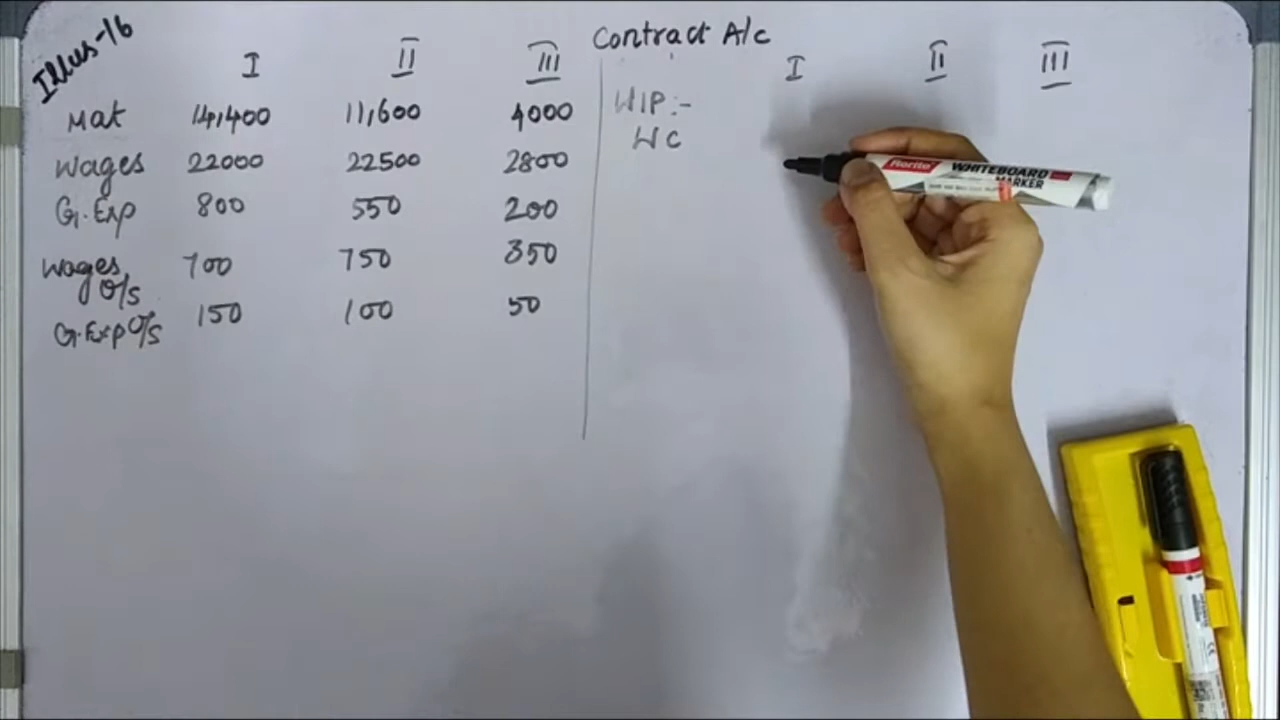 Illus-16
I II III
Mat 14,400 11,600 4000
Wages 22000 22500 2800
G.Exp 800 550 200
Wages O/s 700 750 350
G.Exp O/s 150 100 50
Contract A/c
I II III
WIP:-
WC
WHITEBOARD
MARKER